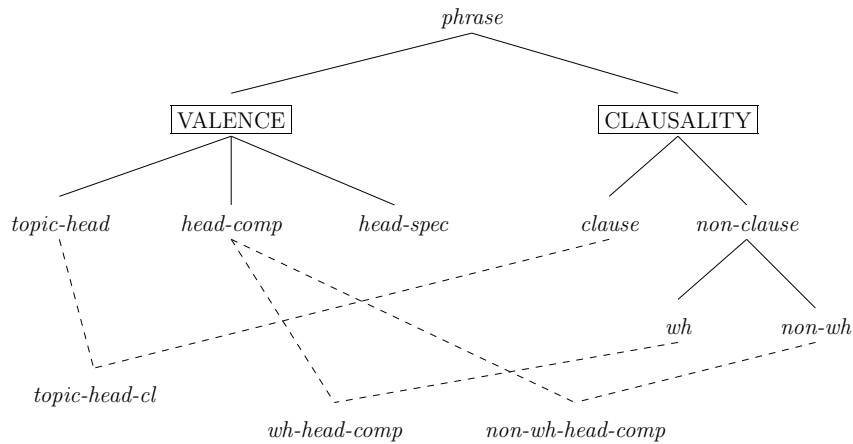 phrase
VALENCE CLAUSALITY
topic-head head-comp head-spec clause non-clause
wh non-wh
topic-head-cl
wh-head-comp non-wh-head-comp